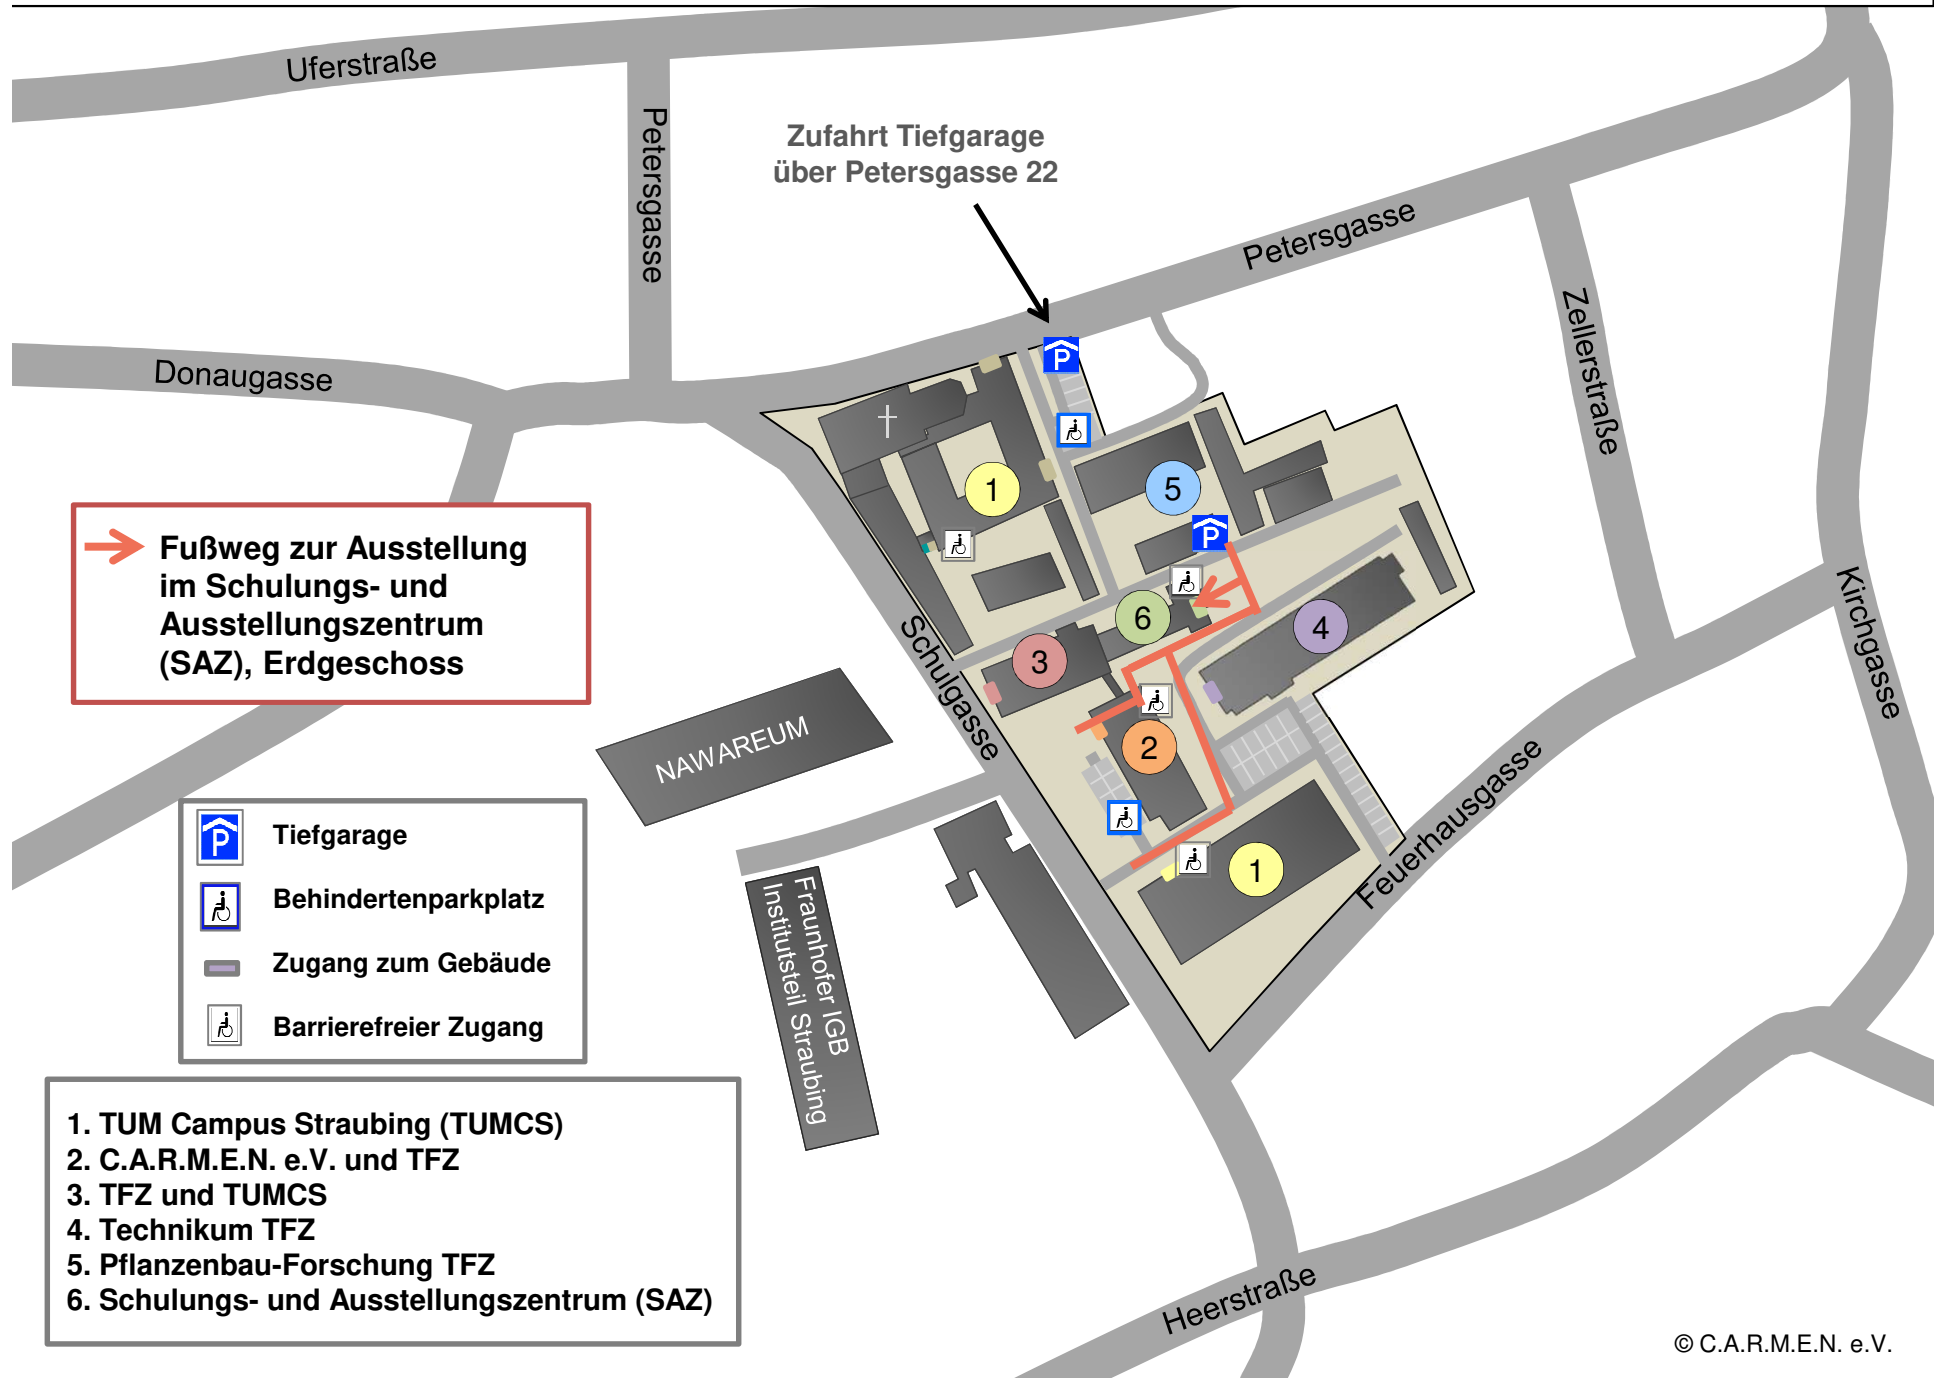 Uferstraße
Petersgasse
Zufahrt Tiefgarage
über Petersgasse 22
Petersgasse
Donaugasse
Zellerstraße
P
1
5
P
Fußweg zur Ausstellung
im Schulungs- und
Ausstellungszentrum
(SAZ), Erdgeschoss
6
4
3
Schulgasse
Kirchgasse
NAWAREUM
2
Feuerhausgasse
1
P Tiefgarage
Behindertenparkplatz
Zugang zum Gebäude
Barrierefreier Zugang
Fraunhofer IGB
Institutsteil Straubing
1. TUM Campus Straubing (TUMCS)
2. C.A.R.M.E.N. e.V. und TFZ
3. TFZ und TUMCS
4. Technikum TFZ
5. Pflanzenbau-Forschung TFZ
6. Schulungs- und Ausstellungszentrum (SAZ)
Heerstraße
© C.A.R.M.E.N. e.V.